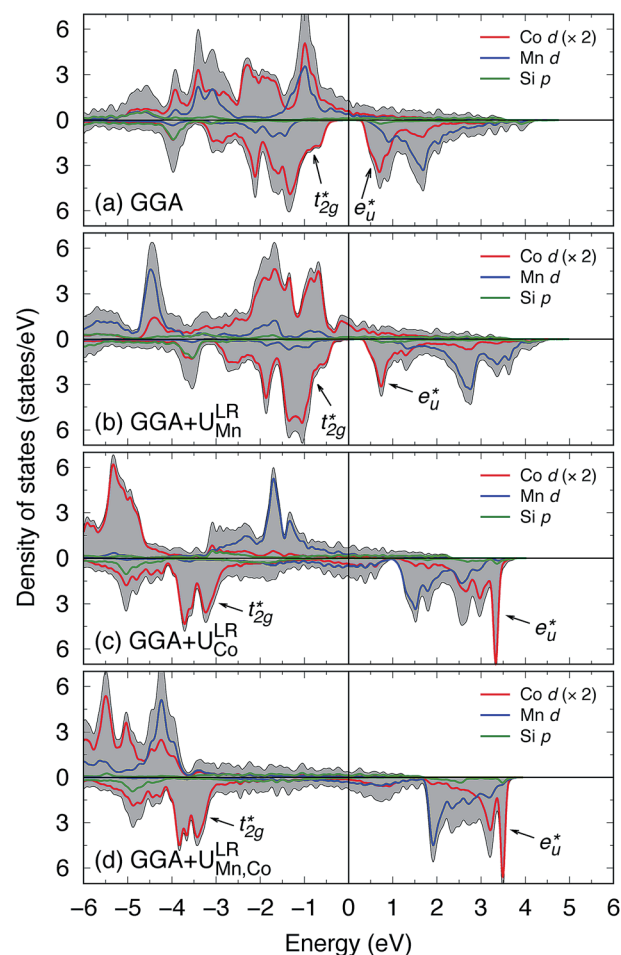 Density of states (states/eV)
6
3
0
3
6
Co d (× 2)
Mn d
Si p
t*2g
e*u
(a) GGA
6
3
0
3
6
Co d (× 2)
Mn d
Si p
t*2g
e*u
(b) GGA+U^LR_Mn
6
3
0
3
6
Co d (× 2)
Mn d
Si p
t*2g
e*u
(c) GGA+U^LR_Co
6
3
0
3
6
Co d (× 2)
Mn d
Si p
t*2g
e*u
(d) GGA+U^LR_Mn,Co
−6 −5 −4 −3 −2 −1 0 1 2 3 4 5 6
Energy (eV)